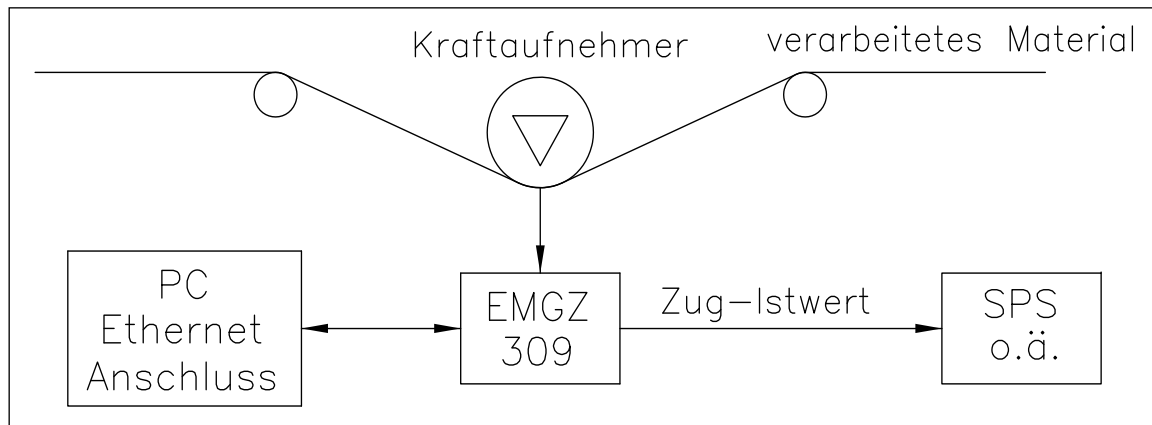 Kraftaufnehmer
verarbeitetes Material
PC
Ethernet
Anschluss
EMGZ
309
Zug-Istwert
SPS
o.ä.